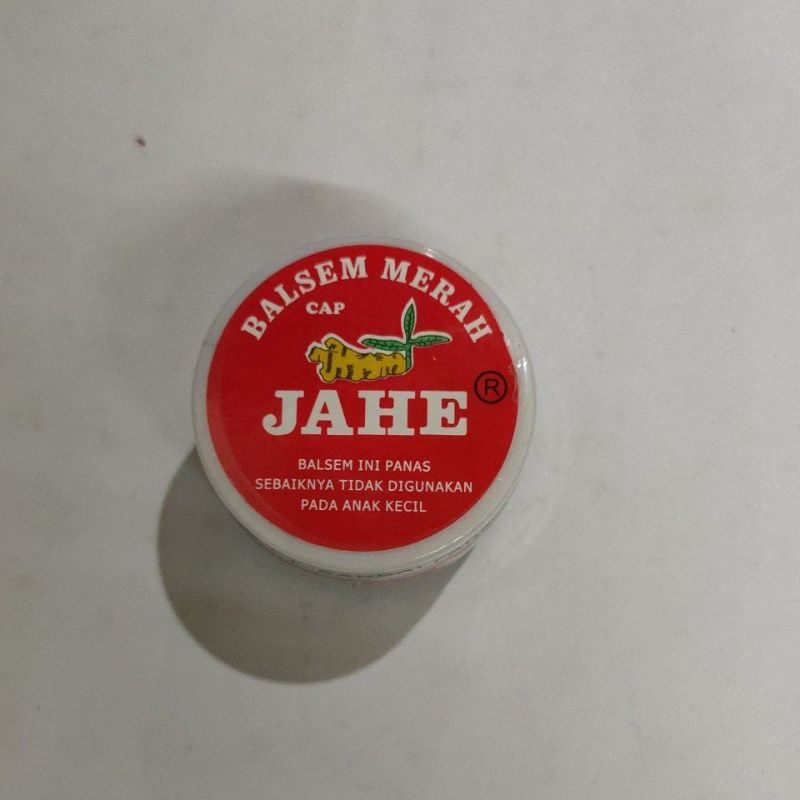 BALSEM MERAH
CAP
JAHE ®
BALSEM INI PANAS
SEBAIKNYA TIDAK DIGUNAKAN
PADA ANAK KECIL